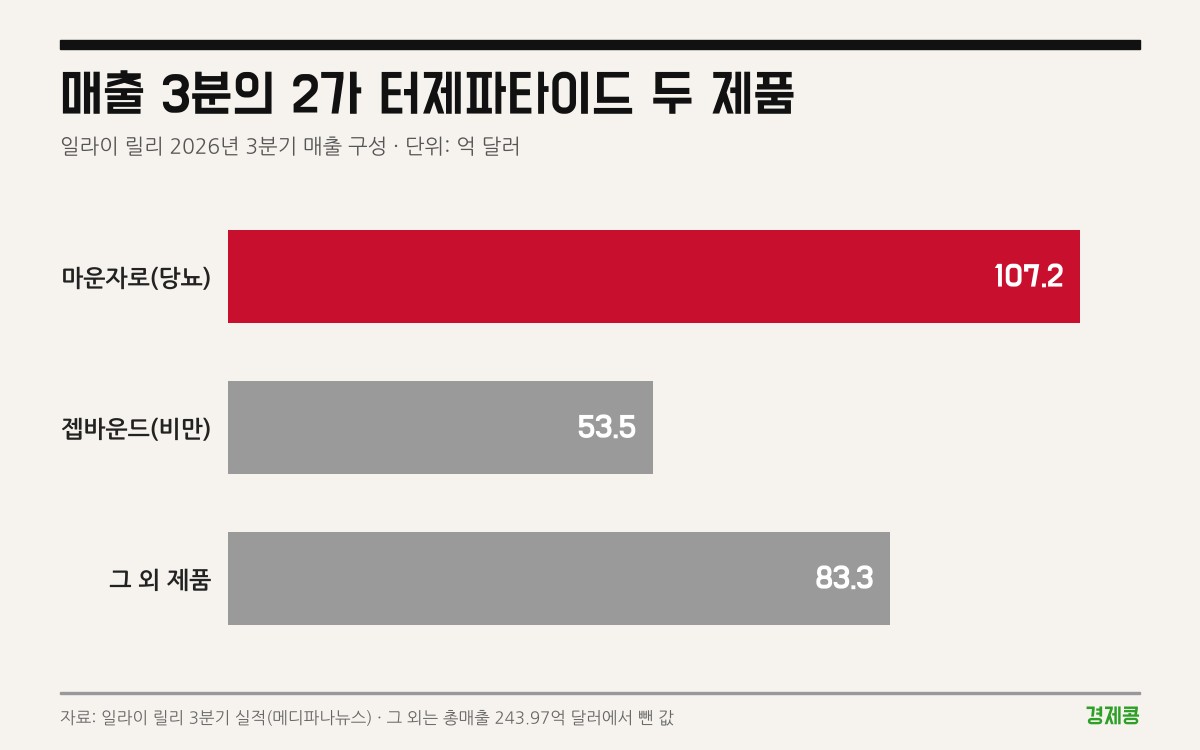 매출 3분의 2가 터제파타이드 두 제품
일라이 릴리 2026년 3분기 매출 구성 · 단위: 억 달러
마운자로(당뇨) 107.2
젭바운드(비만) 53.5
그 외 제품 83.3
자료: 일라이 릴리 3분기 실적(메디파나뉴스) · 그 외는 총매출 243.97억 달러에서 뺀 값
경제콩